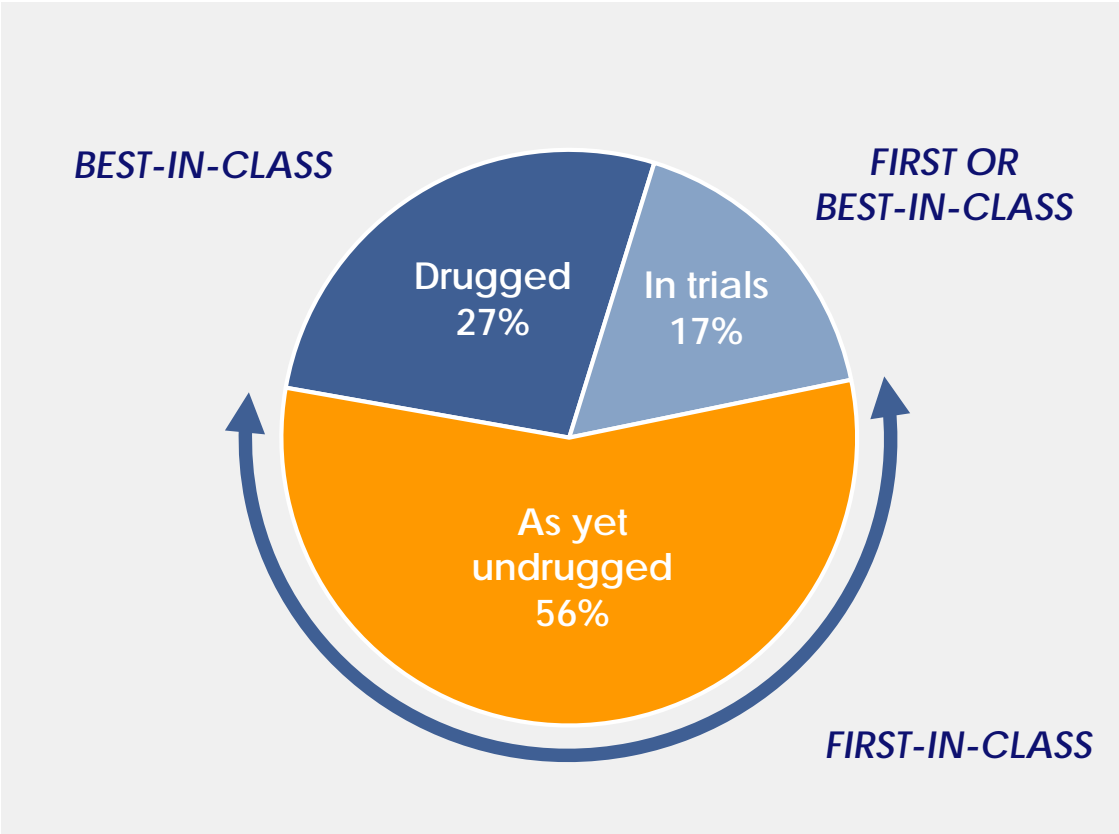 BEST-IN-CLASS
FIRST OR
BEST-IN-CLASS
Drugged
27%
In trials
17%
As yet
undrugged
56%
FIRST-IN-CLASS